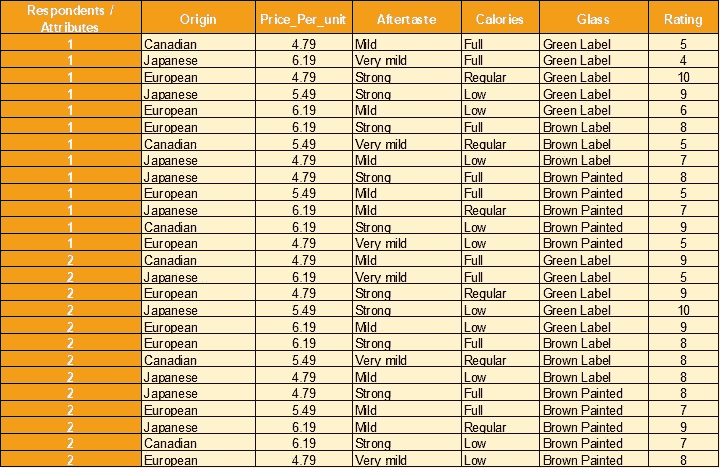 Respondents / Attributes Origin Price_Per_unit Aftertaste Calories Glass Rating
1 Canadian 4.79 Mild Full Green Label 5
1 Japanese 6.19 Very mild Full Green Label 4
1 European 4.79 Strong Regular Green Label 10
1 Japanese 5.49 Strong Low Green Label 9
1 European 6.19 Mild Low Green Label 6
1 European 6.19 Strong Full Brown Label 8
1 Canadian 5.49 Very mild Regular Brown Label 5
1 Japanese 4.79 Mild Low Brown Label 7
1 Japanese 4.79 Strong Full Brown Painted 8
1 European 5.49 Mild Full Brown Painted 5
1 Japanese 6.19 Mild Regular Brown Painted 7
1 Canadian 6.19 Strong Low Brown Painted 9
1 European 4.79 Very mild Low Brown Painted 5
2 Canadian 4.79 Mild Full Green Label 9
2 Japanese 6.19 Very mild Full Green Label 5
2 European 4.79 Strong Regular Green Label 9
2 Japanese 5.49 Strong Low Green Label 10
2 European 6.19 Mild Low Green Label 9
2 European 6.19 Strong Full Brown Label 8
2 Canadian 5.49 Very mild Regular Brown Label 8
2 Japanese 4.79 Mild Low Brown Label 8
2 Japanese 4.79 Strong Full Brown Painted 8
2 European 5.49 Mild Full Brown Painted 7
2 Japanese 6.19 Mild Regular Brown Painted 9
2 Canadian 6.19 Strong Low Brown Painted 7
2 European 4.79 Very mild Low Brown Painted 8